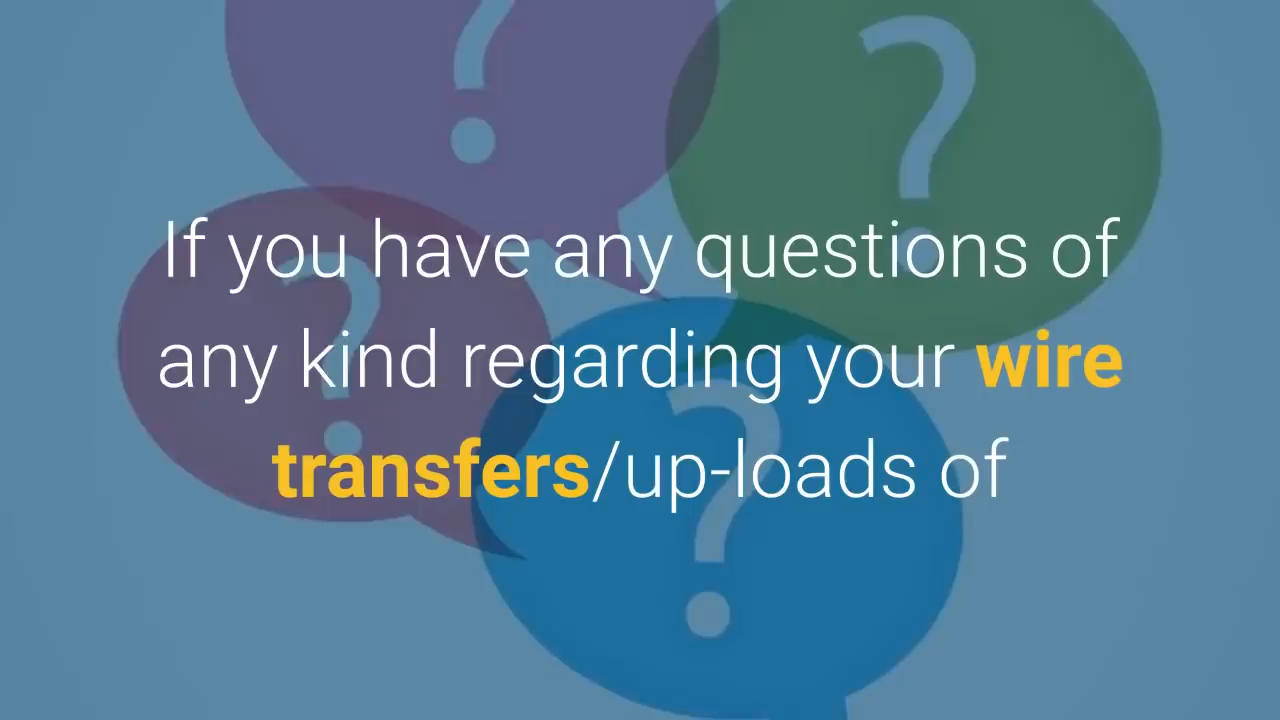 If you have any questions of
any kind regarding your wire
transfers/up-loads of